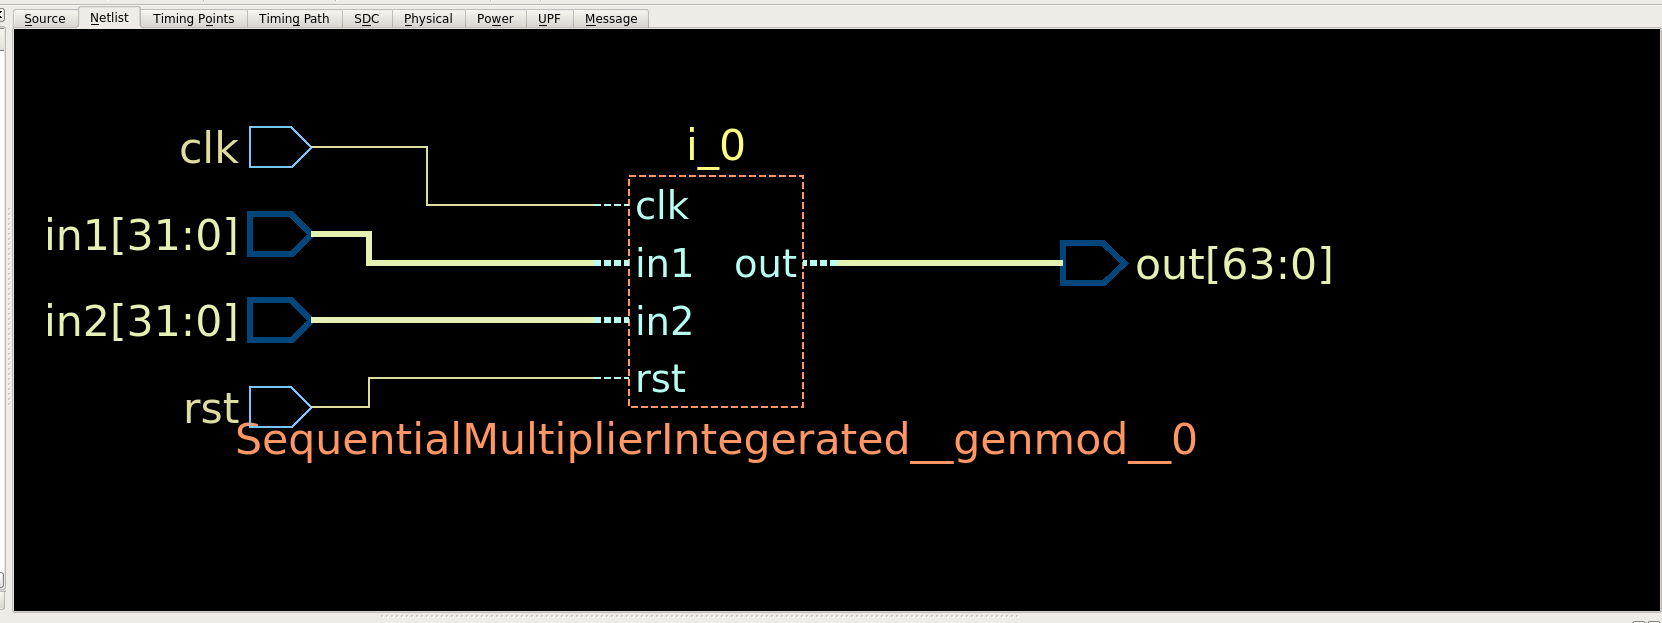 Source Netlist Timing Points Timing Path SDC Physical Power UPF Message
i_0
clk clk
in1[31:0] in1 out out[63:0]
in2[31:0] in2
rst rst
SequentialMultiplierIntegerated__genmod__0